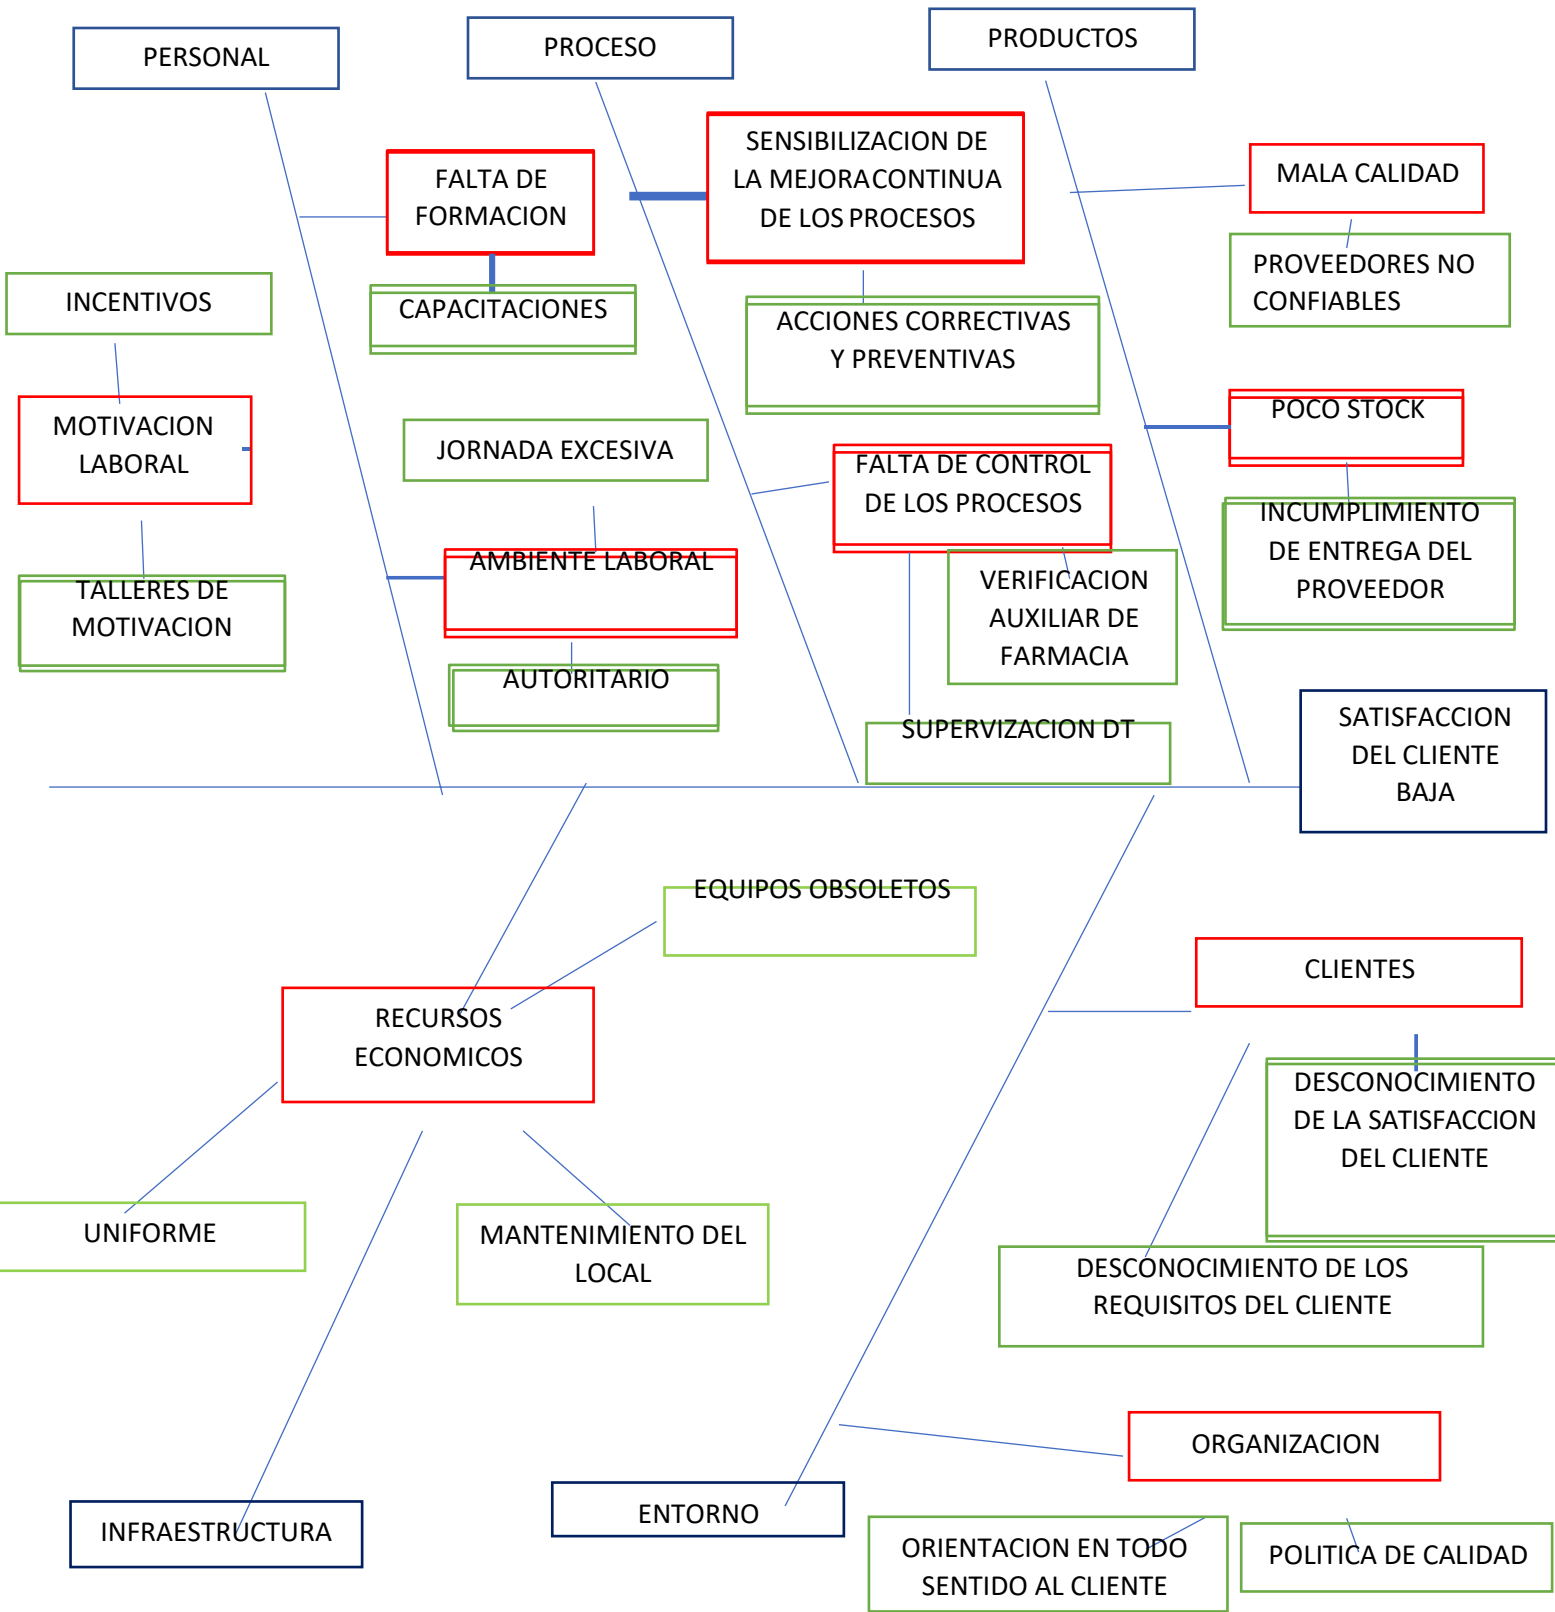 PERSONAL
PROCESO
PRODUCTOS
FALTA DE
FORMACION
SENSIBILIZACION DE
LA MEJORA CONTINUA
DE LOS PROCESOS
MALA CALIDAD
INCENTIVOS
CAPACITACIONES
ACCIONES CORRECTIVAS
Y PREVENTIVAS
PROVEEDORES NO
CONFIABLES
MOTIVACION
LABORAL
JORNADA EXCESIVA
FALTA DE CONTROL
DE LOS PROCESOS
POCO STOCK
TALLERES DE
MOTIVACION
AMBIENTE LABORAL
VERIFICACION
AUXILIAR DE
FARMACIA
INCUMPLIMIENTO
DE ENTREGA DEL
PROVEEDOR
AUTORITARIO
SUPERVIZACION DT
SATISFACCION
DEL CLIENTE
BAJA
EQUIPOS OBSOLETOS
RECURSOS
ECONOMICOS
CLIENTES
DESCONOCIMIENTO
DE LA SATISFACCION
DEL CLIENTE
UNIFORME
MANTENIMIENTO DEL
LOCAL
DESCONOCIMIENTO DE LOS
REQUISITOS DEL CLIENTE
ORGANIZACION
INFRAESTRUCTURA
ENTORNO
ORIENTACION EN TODO
SENTIDO AL CLIENTE
POLITICA DE CALIDAD